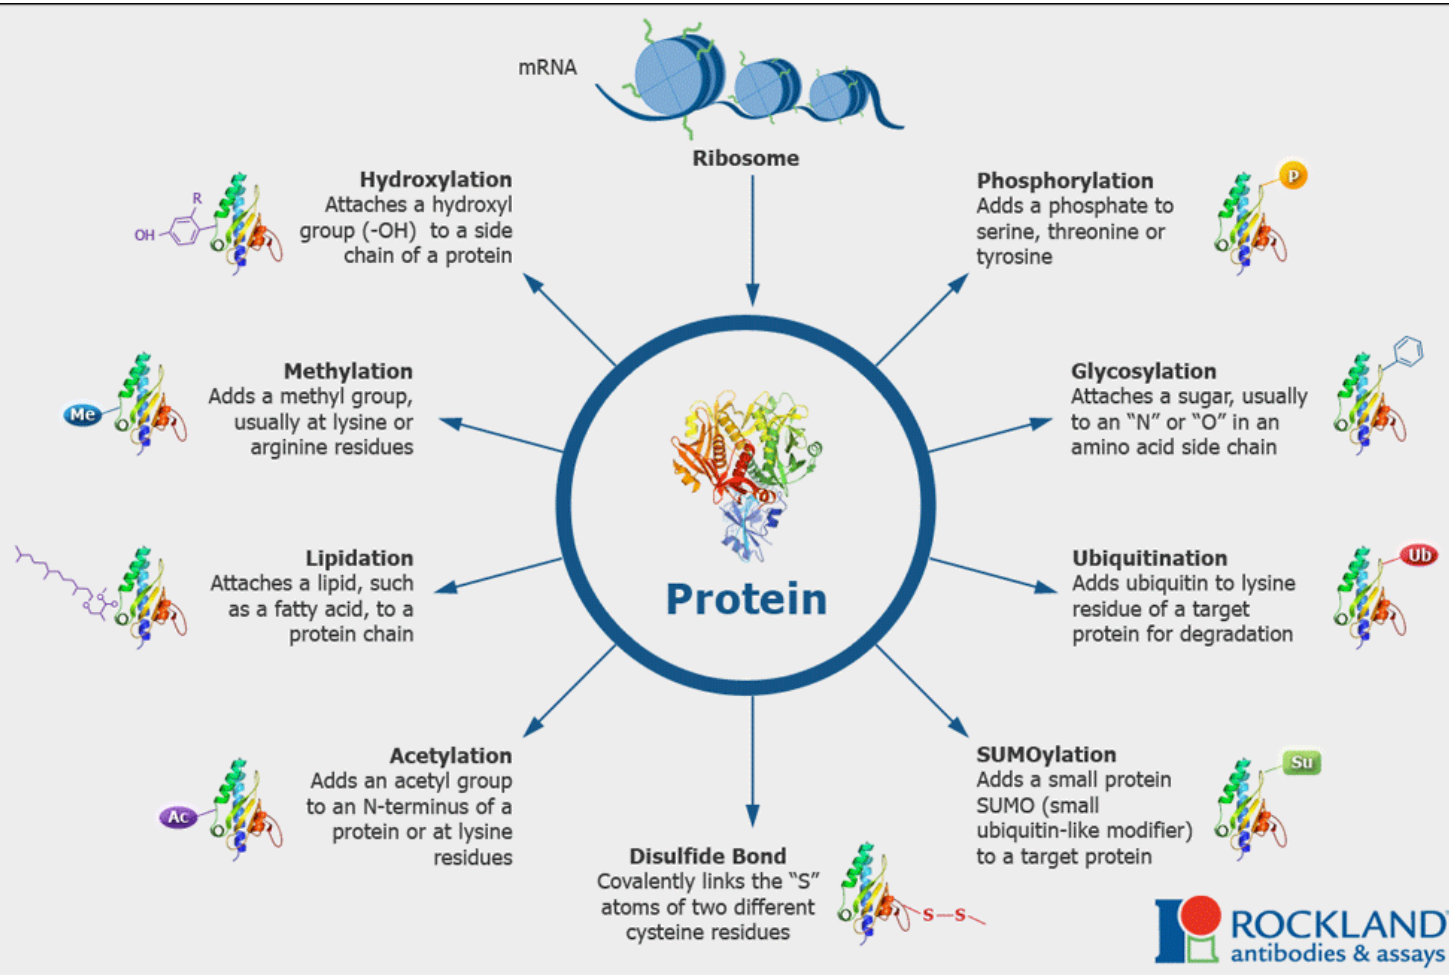 mRNA
Ribosome
Hydroxylation
Attaches a hydroxyl
group (-OH) to a side
chain of a protein
R
OH
Phosphorylation
Adds a phosphate to
serine, threonine or
tyrosine
P
Methylation
Adds a methyl group,
usually at lysine or
arginine residues
Me
Glycosylation
Attaches a sugar, usually
to an “N” or “O” in an
amino acid side chain
Lipidation
Attaches a lipid, such
as a fatty acid, to a
protein chain
Protein
Ubiquitination
Adds ubiquitin to lysine
residue of a target
protein for degradation
Ub
Acetylation
Adds an acetyl group
to an N-terminus of a
protein or at lysine
residues
Ac
Disulfide Bond
Covalently links the “S”
atoms of two different
cysteine residues
S—S
SUMOylation
Adds a small protein
SUMO (small
ubiquitin-like modifier)
to a target protein
Su
ROCKLAND
antibodies & assays